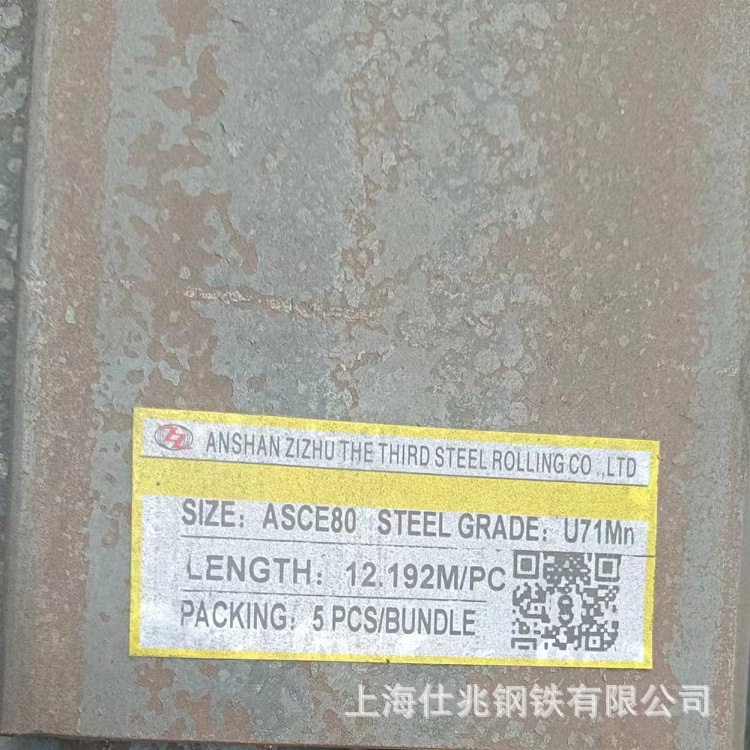 ANSHAN ZIZHU THE THIRD STEEL ROLLING CO .,LTD
SIZE: ASCE80 STEEL GRADE: U71Mn
LENGTH: 12.192M/PC
PACKING: 5 PCS/BUNDLE
上海仕兆钢铁有限公司